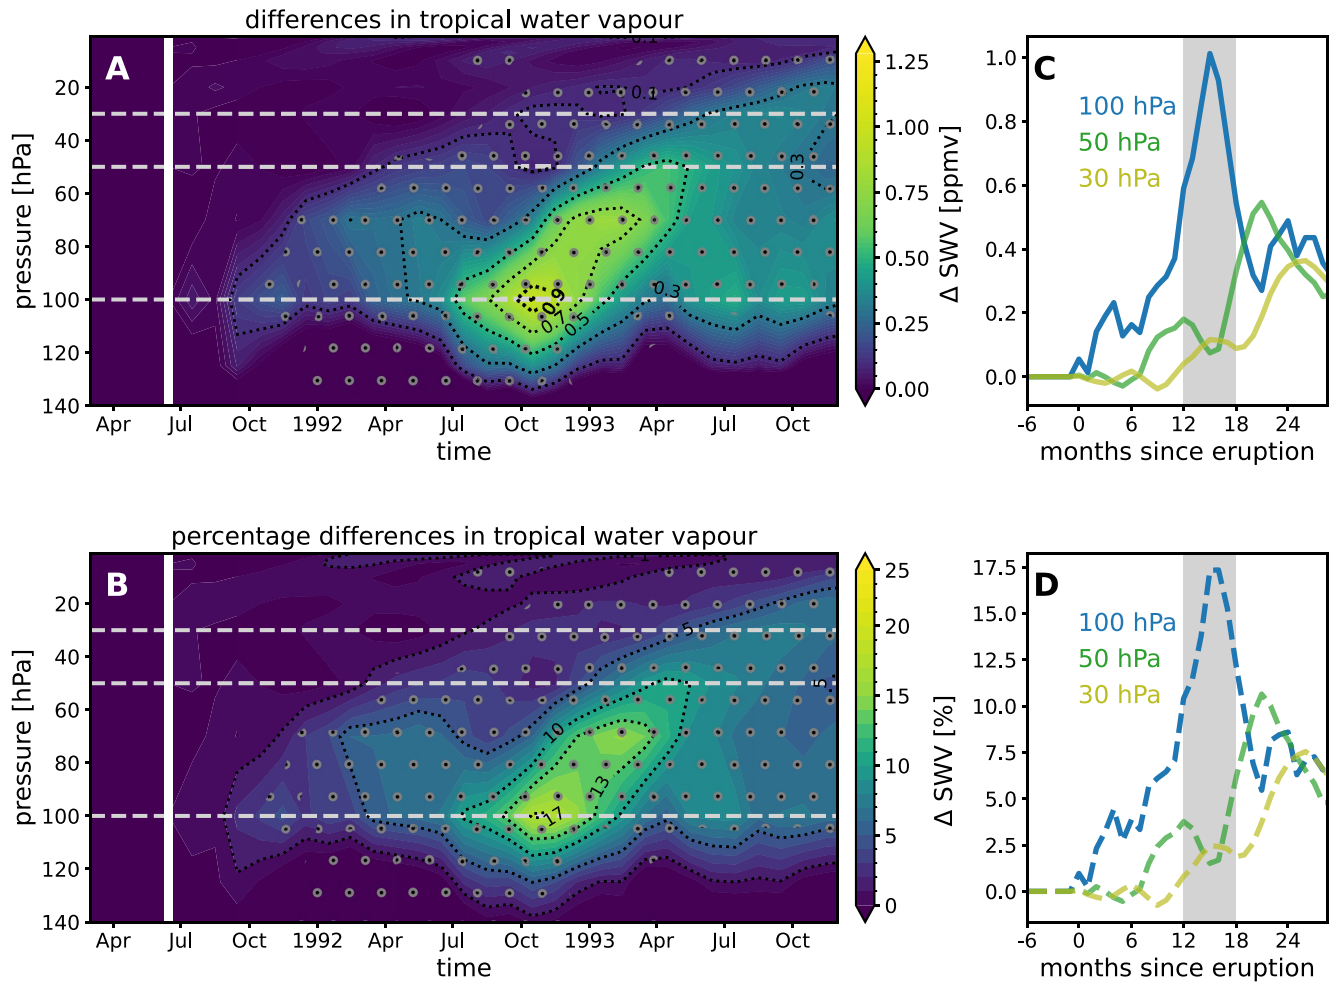 differences in tropical water vapour
A
pressure [hPa]
20
40
60
80
100
120
140
0.1
0.1
0.3
0.3
0.9
0.7
0.5
Apr
Jul
Oct
1992
Apr
Jul
Oct
1993
Apr
Jul
Oct
time
1.25
1.00
0.75
0.50
0.25
0.00
Δ SWV [ppmv]
C
100 hPa
50 hPa
30 hPa
1.0
0.8
0.6
0.4
0.2
0.0
-6
0
6
12
18
24
months since eruption
percentage differences in tropical water vapour
B
pressure [hPa]
20
40
60
80
100
120
140
1
5
5
10
13
17
Apr
Jul
Oct
1992
Apr
Jul
Oct
1993
Apr
Jul
Oct
time
25
20
15
10
5
0
Δ SWV [%]
D
100 hPa
50 hPa
30 hPa
17.5
15.0
12.5
10.0
7.5
5.0
2.5
0.0
-6
0
6
12
18
24
months since eruption